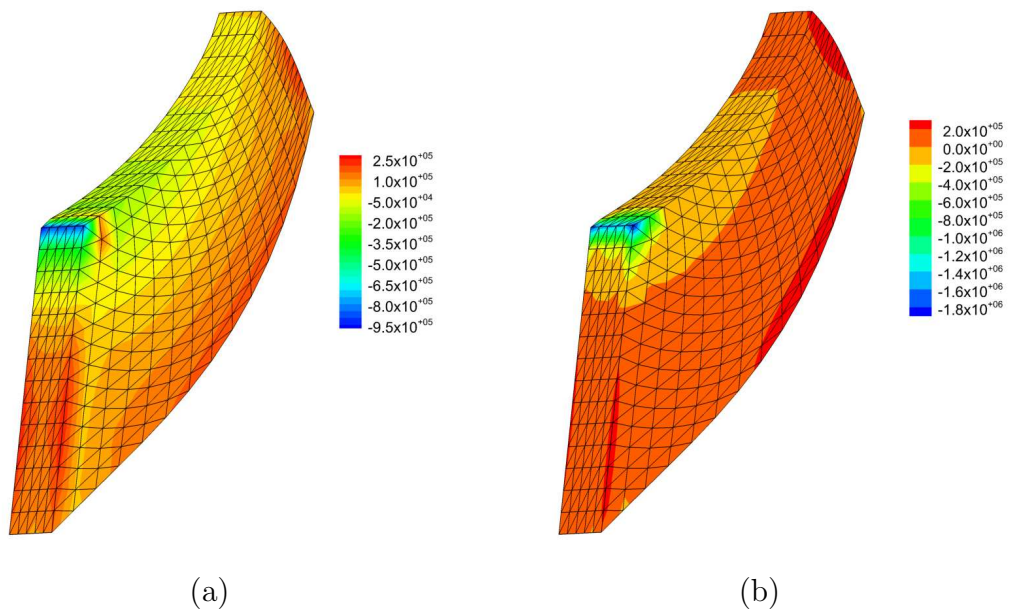 2.5x10⁺⁰⁵
1.0x10⁺⁰⁵
-5.0x10⁺⁰⁴
-2.0x10⁺⁰⁵
-3.5x10⁺⁰⁵
-5.0x10⁺⁰⁵
-6.5x10⁺⁰⁵
-8.0x10⁺⁰⁵
-9.5x10⁺⁰⁵
2.0x10⁺⁰⁵
0.0x10⁺⁰⁰
-2.0x10⁺⁰⁵
-4.0x10⁺⁰⁵
-6.0x10⁺⁰⁵
-8.0x10⁺⁰⁵
-1.0x10⁺⁰⁶
-1.4x10⁺⁰⁶
-1.6x10⁺⁰⁶
-1.8x10⁺⁰⁶
(a)
(b)